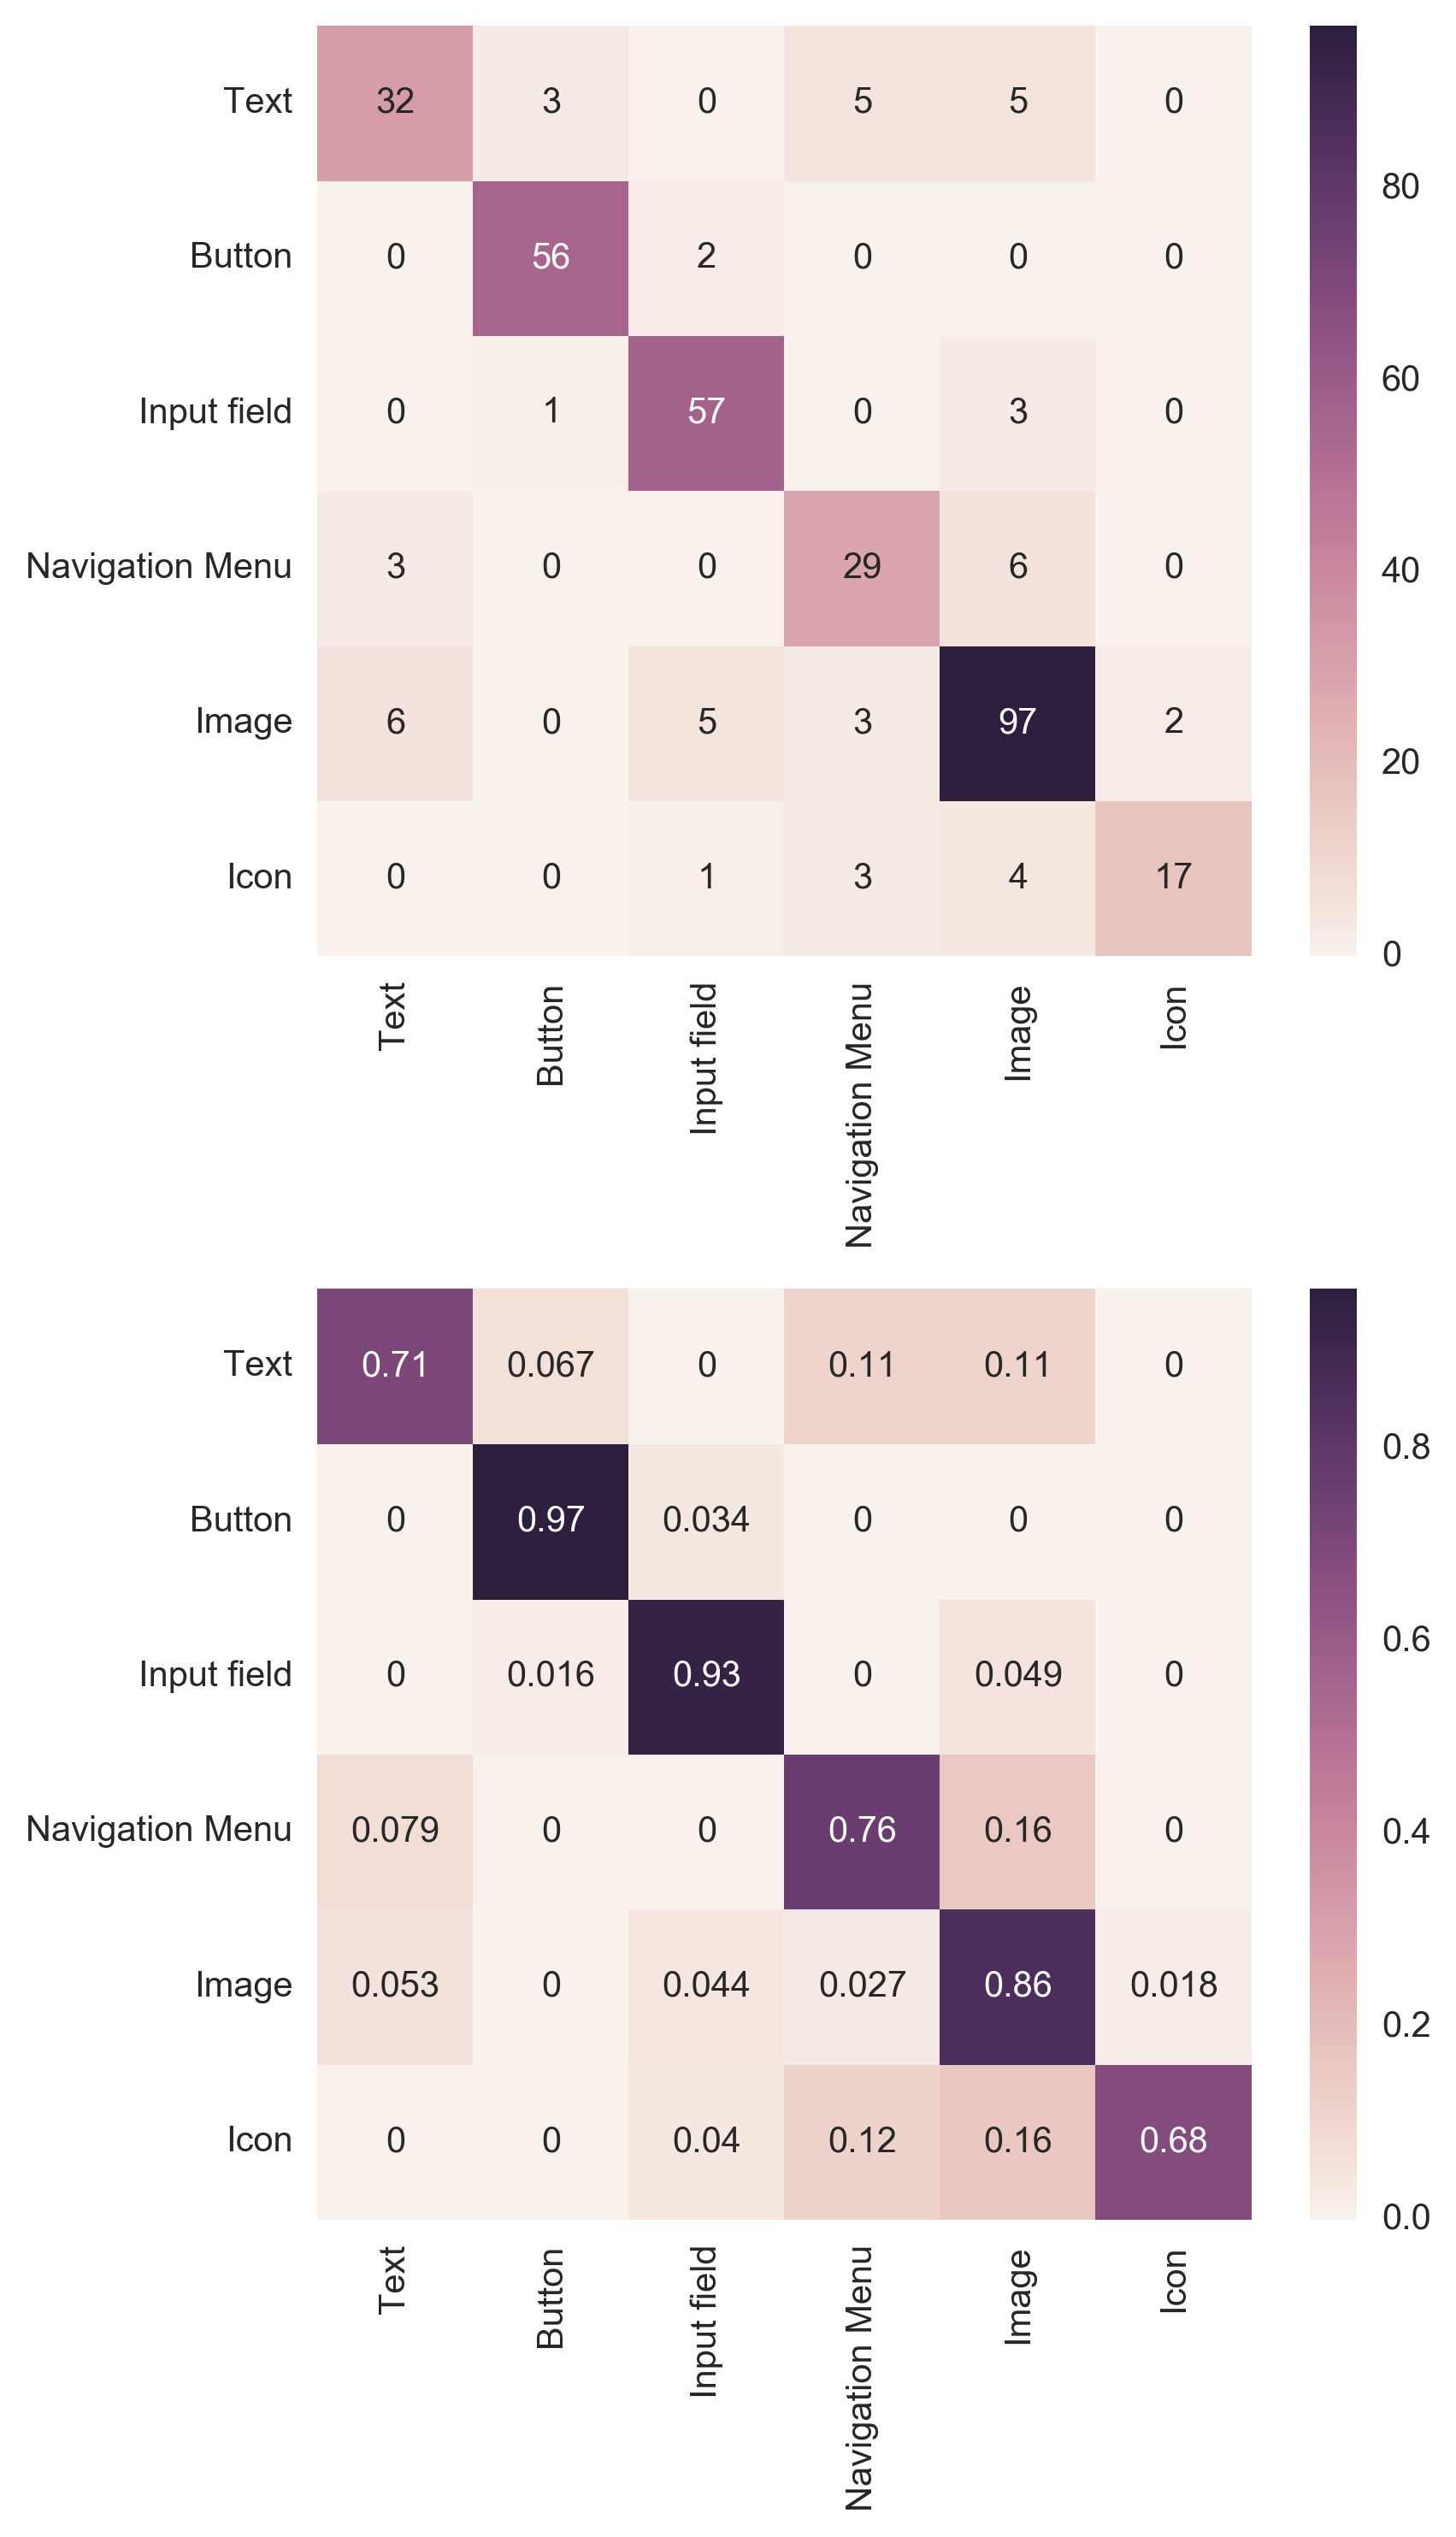 Text 32 3 0 5 5 0
80
Button 0 56 2 0 0 0
60
Input field 0 1 57 0 3 0
Navigation Menu 3 0 0 29 6 0
40
Image 6 0 5 3 97 2
20
Icon 0 0 1 3 4 17
0
Text Button Input field Navigation Menu Image Icon
Text 0.71 0.067 0 0.11 0.11 0
0.8
Button 0 0.97 0.034 0 0 0
0.6
Input field 0 0.016 0.93 0 0.049 0
Navigation Menu 0.079 0 0 0.76 0.16 0
0.4
Image 0.053 0 0.044 0.027 0.86 0.018
0.2
Icon 0 0 0.04 0.12 0.16 0.68
0.0
Text Button Input field Navigation Menu Image Icon